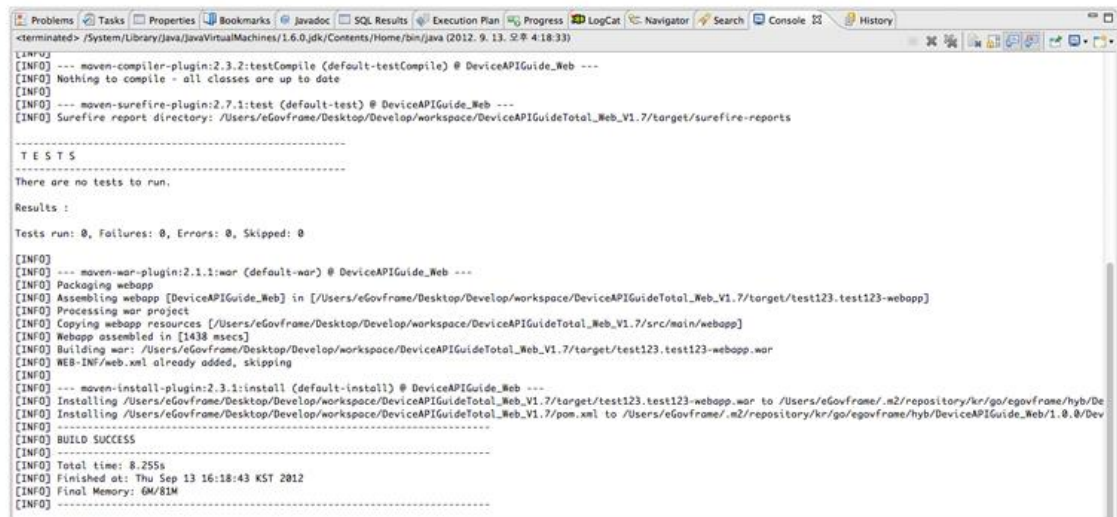 Problems Tasks Properties Bookmarks Javadoc SQL Results Execution Plan Progress LogCat Navigator Search Console History
<terminated> /System/Library/Java/JavaVirtualMachines/1.6.0.jdk/Contents/Home/bin/java (2012. 9. 13. 오후 4:18:33)
[INFO]
[INFO] --- maven-compiler-plugin:2.3.2:testCompile (default-testCompile) @ DeviceAPIGuide_Web ---
[INFO] Nothing to compile - all classes are up to date
[INFO]
[INFO] --- maven-surefire-plugin:2.7.1:test (default-test) @ DeviceAPIGuide_Web ---
[INFO] Surefire report directory: /Users/eGovframe/Desktop/Develop/workspace/DeviceAPIGuideTotal_Web_V1.7/target/surefire-reports
-------------------------------------------------------
T E S T S
-------------------------------------------------------
There are no tests to run.
Results :
Tests run: 0, Failures: 0, Errors: 0, Skipped: 0
[INFO]
[INFO] --- maven-war-plugin:2.1.1:war (default-war) @ DeviceAPIGuide_Web ---
[INFO] Packaging webapp
[INFO] Assembling webapp [DeviceAPIGuide_Web] in [/Users/eGovframe/Desktop/Develop/workspace/DeviceAPIGuideTotal_Web_V1.7/target/test123.test123-webapp]
[INFO] Processing war project
[INFO] Copying webapp resources [/Users/eGovframe/Desktop/Develop/workspace/DeviceAPIGuideTotal_Web_V1.7/src/main/webapp]
[INFO] Webapp assembled in [1438 msecs]
[INFO] Building war: /Users/eGovframe/Desktop/Develop/workspace/DeviceAPIGuideTotal_Web_V1.7/target/test123.test123-webapp.war
[INFO] WEB-INF/web.xml already added, skipping
[INFO]
[INFO] --- maven-install-plugin:2.3.1:install (default-install) @ DeviceAPIGuide_Web ---
[INFO] Installing /Users/eGovframe/Desktop/Develop/workspace/DeviceAPIGuideTotal_Web_V1.7/target/test123.test123-webapp.war to /Users/eGovframe/.m2/repository/kr/go/egovframe/hyb/De
[INFO] Installing /Users/eGovframe/Desktop/Develop/workspace/DeviceAPIGuideTotal_Web_V1.7/pom.xml to /Users/eGovframe/.m2/repository/kr/go/egovframe/hyb/DeviceAPIGuide_Web/1.0.0/Dev
[INFO] ------------------------------------------------------------------------
[INFO] BUILD SUCCESS
[INFO] ------------------------------------------------------------------------
[INFO] Total time: 8.255s
[INFO] Finished at: Thu Sep 13 16:18:43 KST 2012
[INFO] Final Memory: 6M/81M
[INFO] ------------------------------------------------------------------------